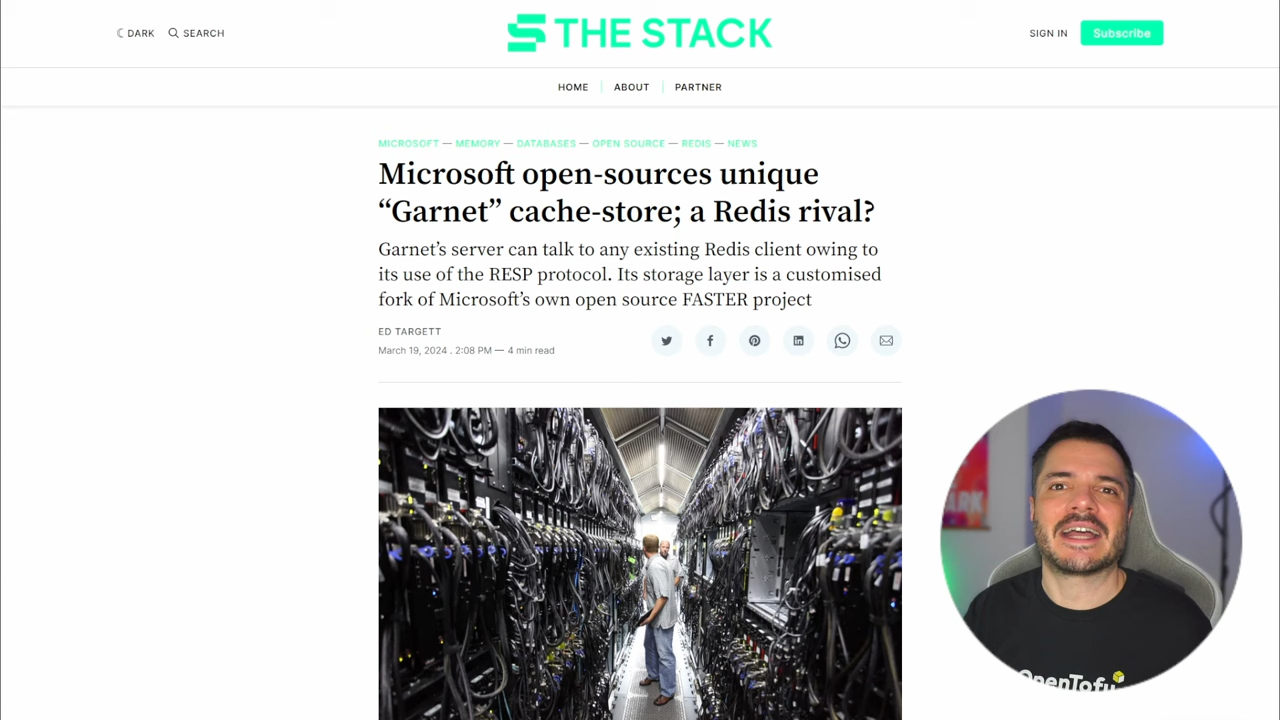 DARK
SEARCH
THE STACK
SIGN IN
Subscribe
HOME
ABOUT
PARTNER
MICROSOFT — MEMORY — DATABASES — OPEN SOURCE — REDIS — NEWS
Microsoft open-sources unique
“Garnet” cache-store; a Redis rival?
Garnet’s server can talk to any existing Redis client owing to
its use of the RESP protocol. Its storage layer is a customised
fork of Microsoft’s own open source FASTER project
ED TARGETT
March 19, 2024 . 2:08 PM — 4 min read
OpenTofu